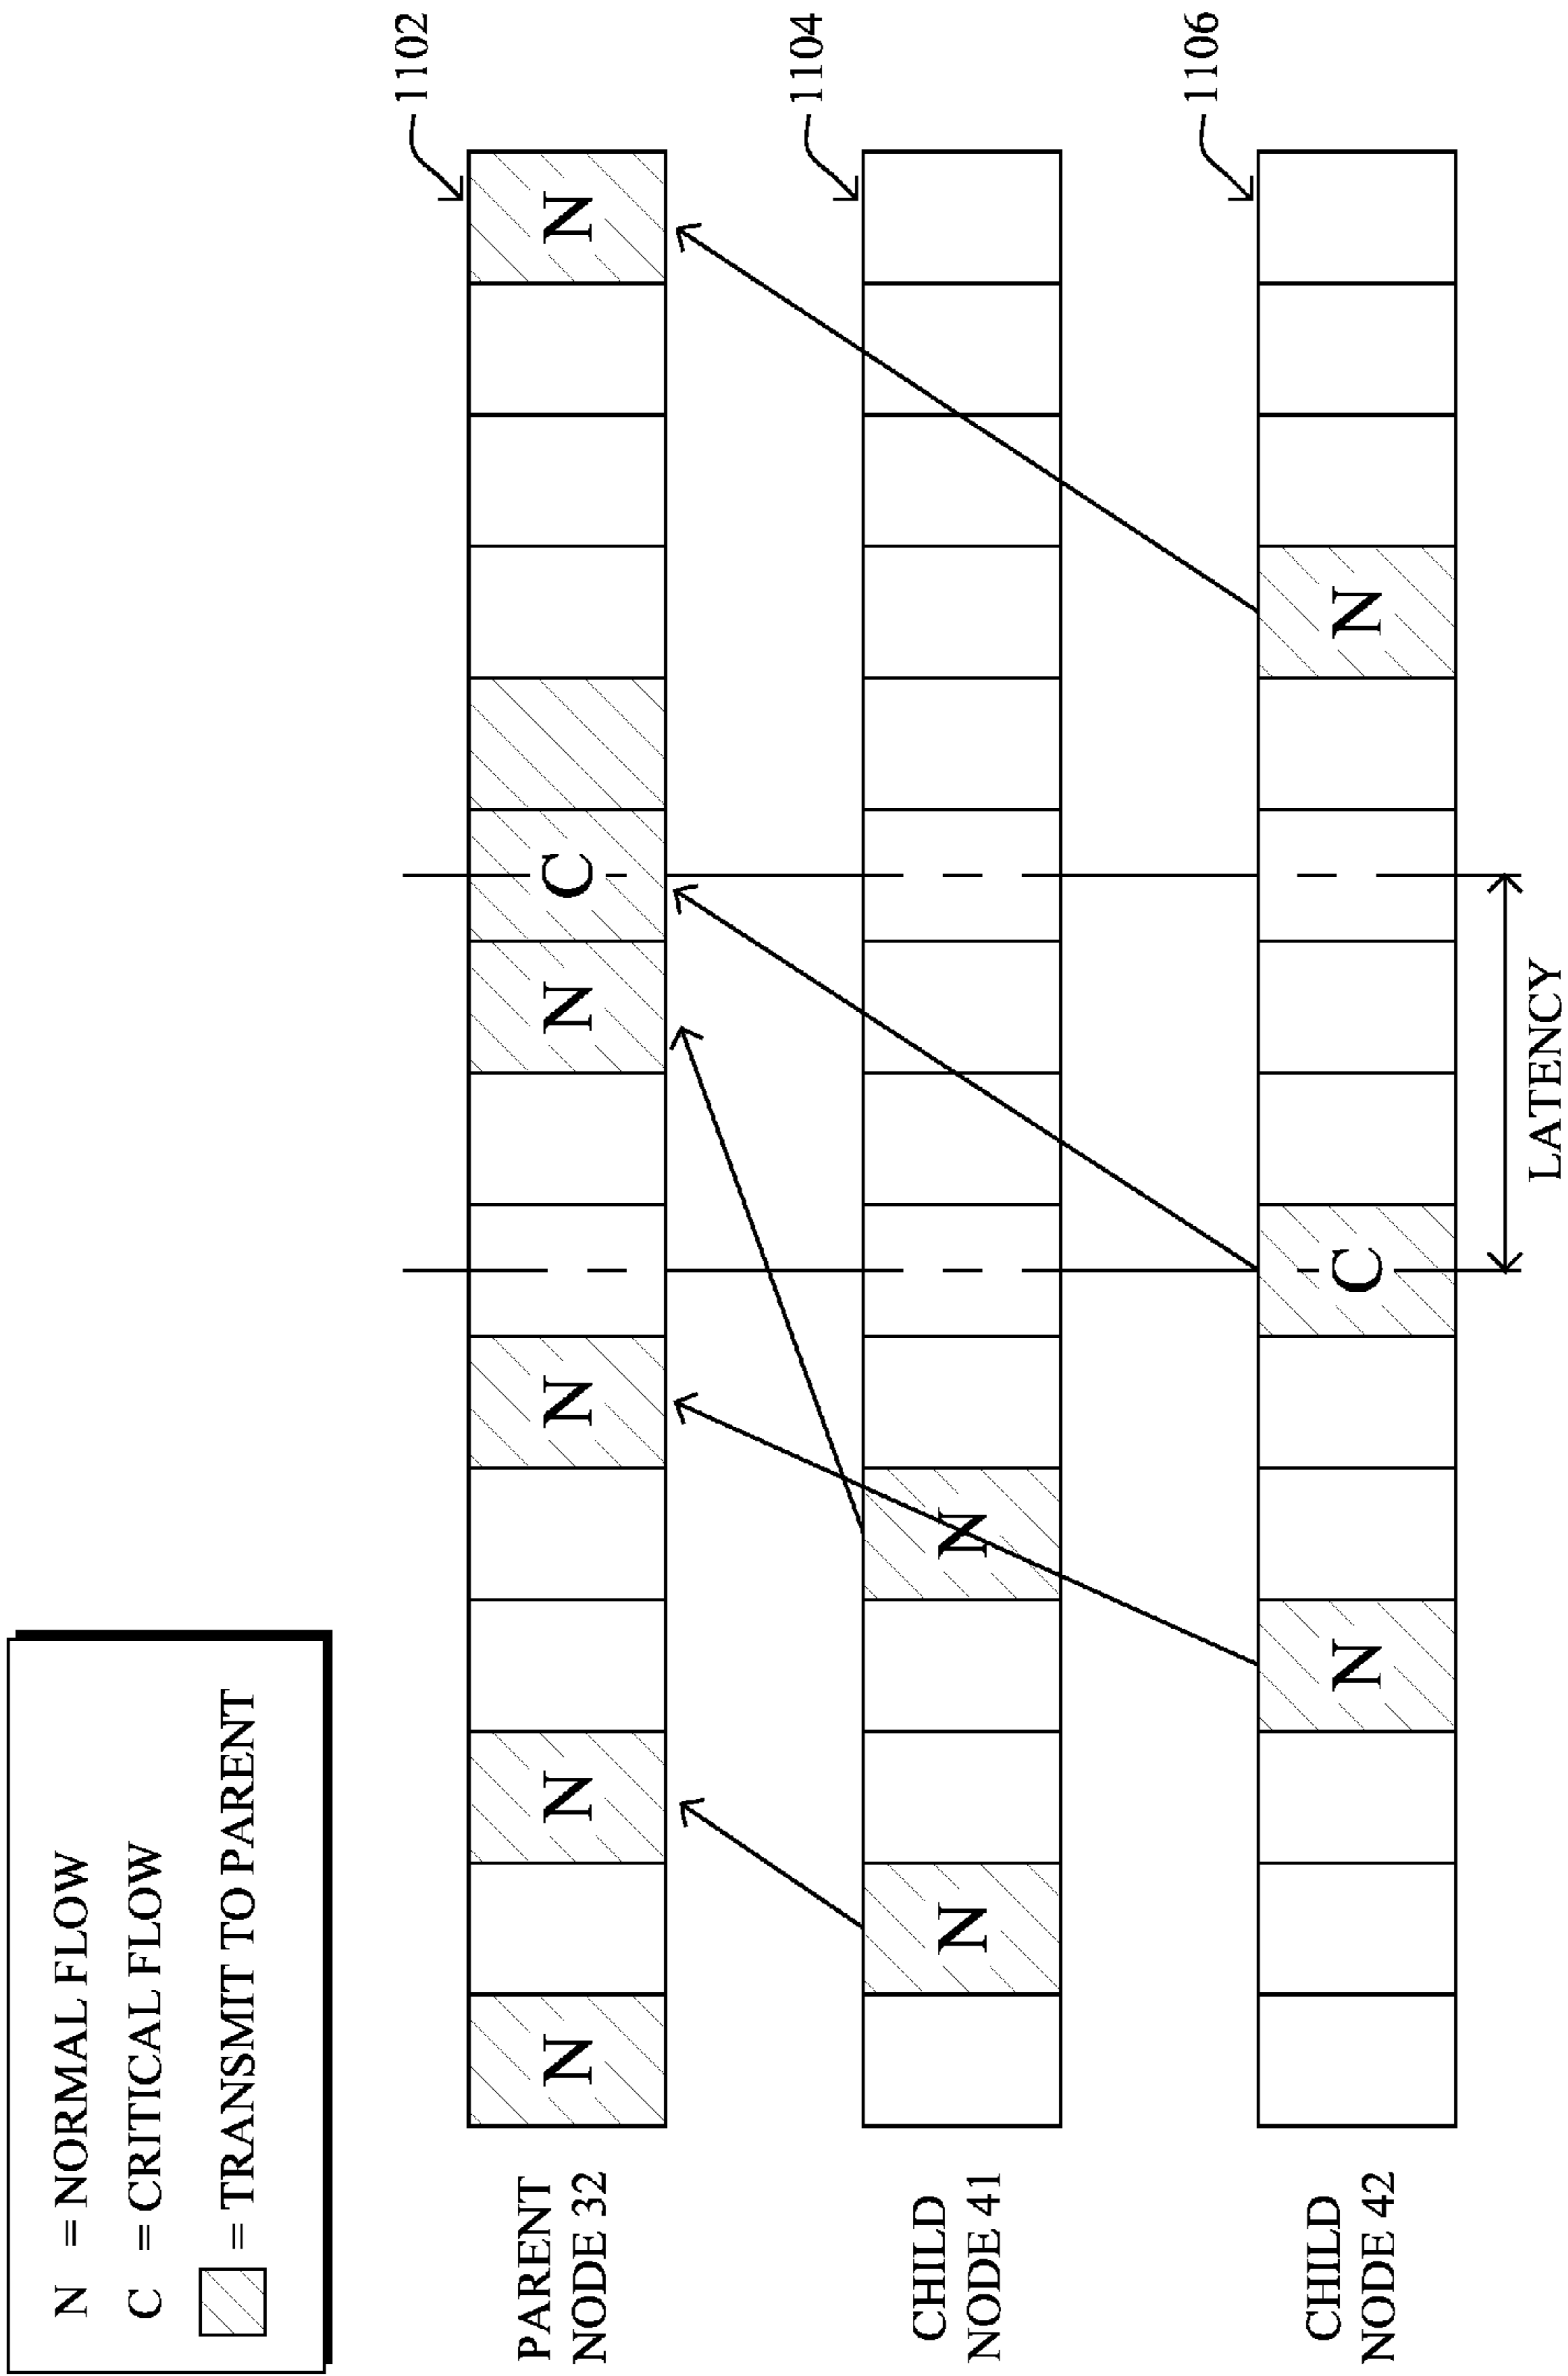 N = NORMAL FLOW
C = CRITICAL FLOW
= TRANSMIT TO PARENT
1102
PARENT
NODE 32
N
N
N
N
C
N
1104
CHILD
NODE 41
N
N
1106
CHILD
NODE 42
N
C
N
LATENCY